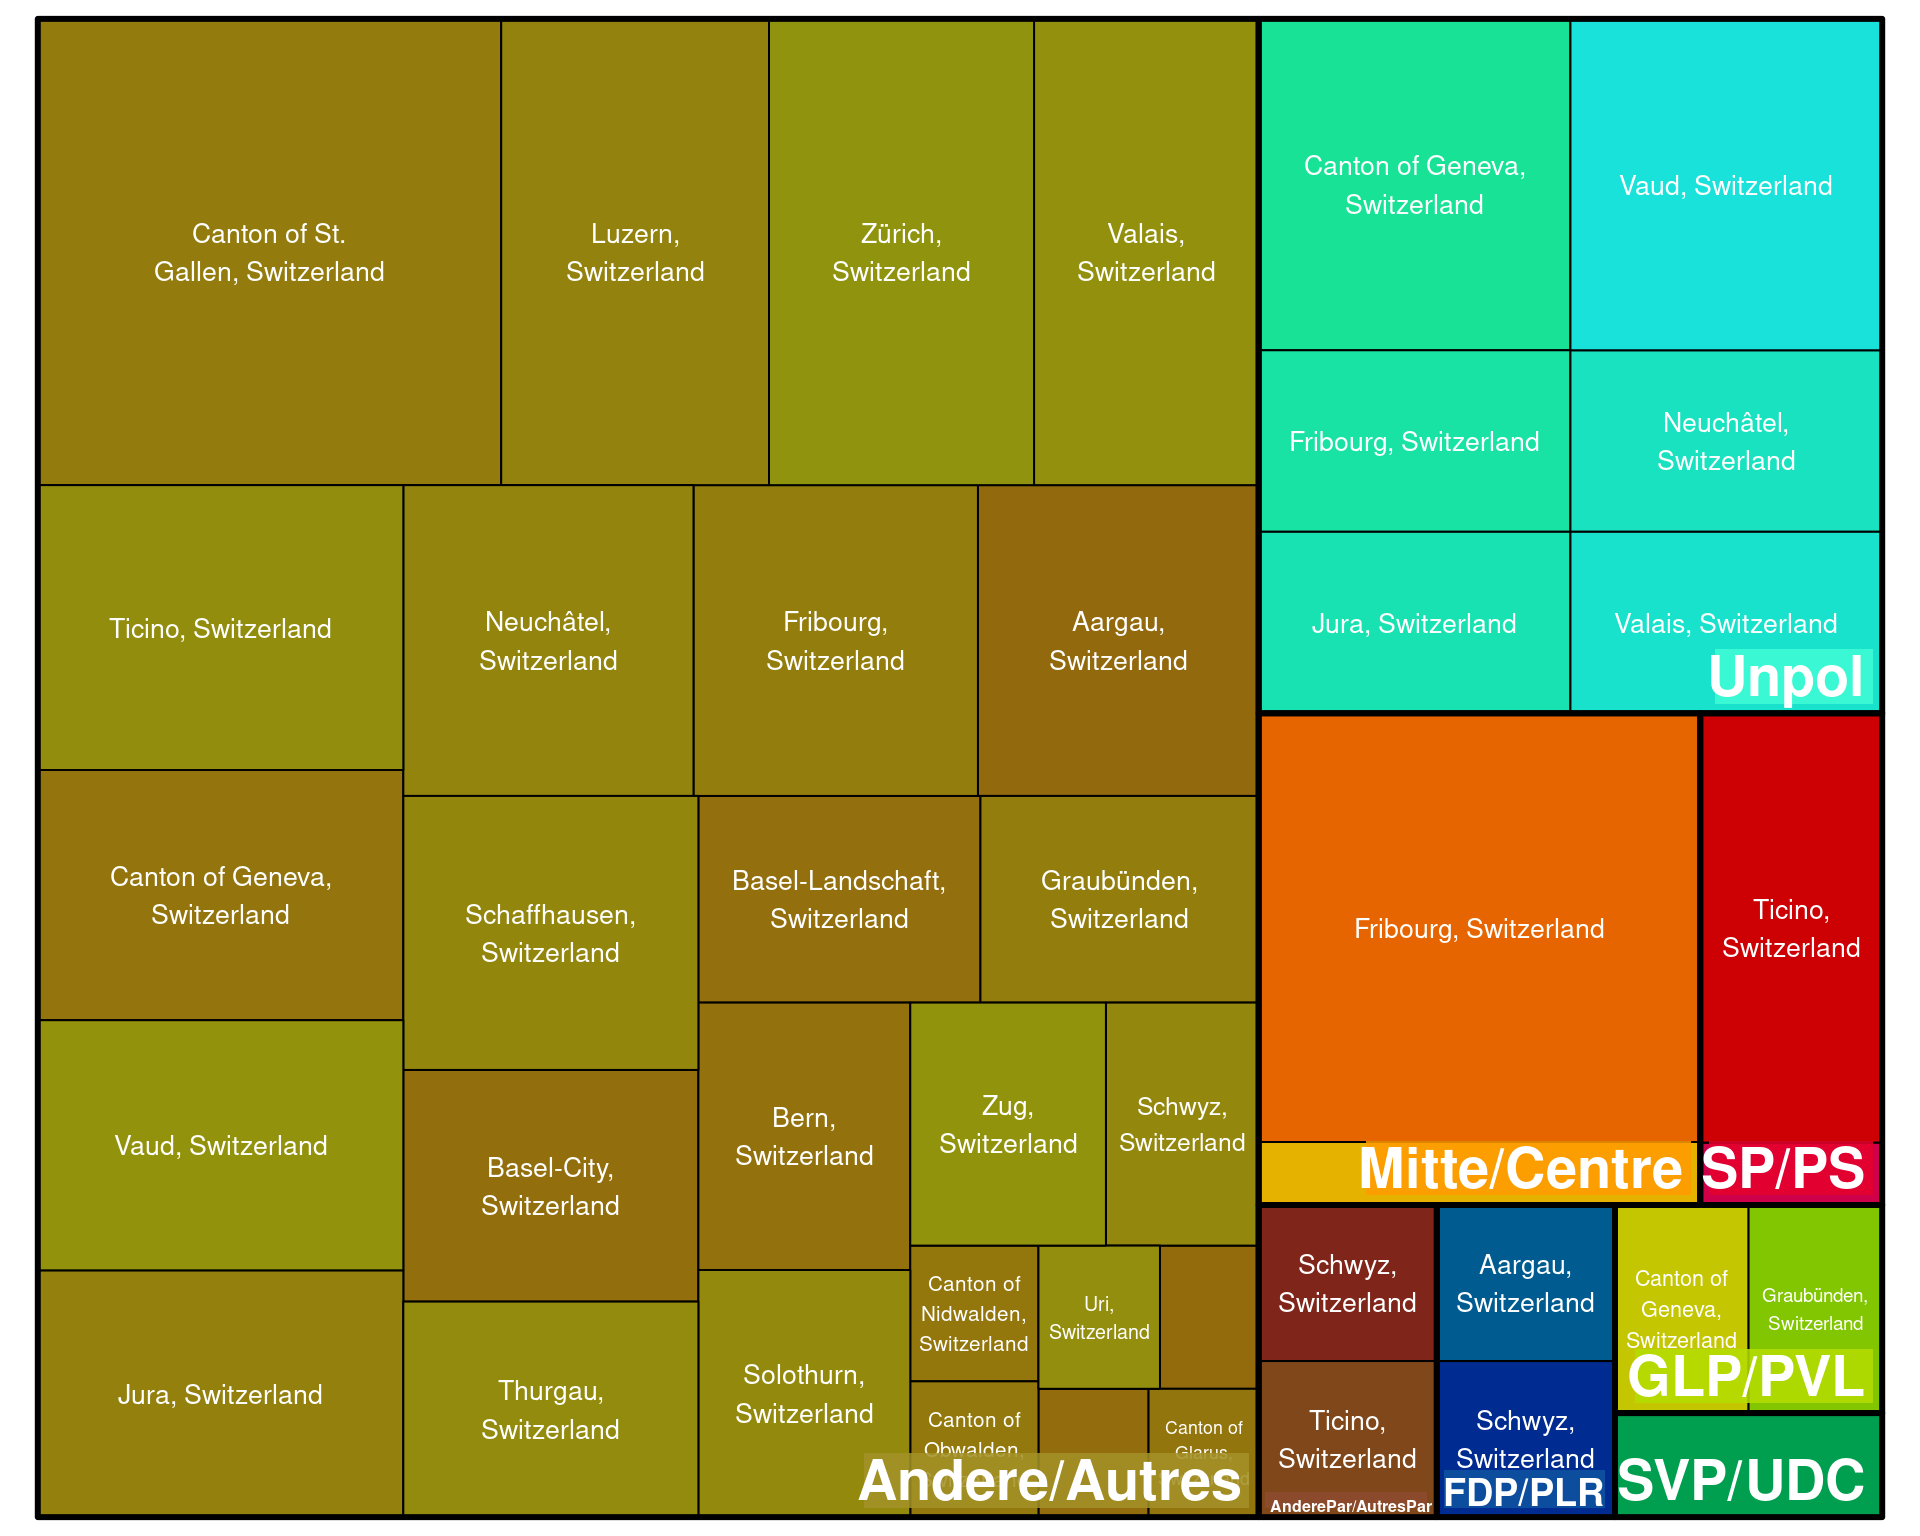 Canton of St.
Gallen, Switzerland
Luzern,
Switzerland
Zürich,
Switzerland
Valais,
Switzerland
Ticino, Switzerland
Neuchâtel,
Switzerland
Fribourg,
Switzerland
Aargau,
Switzerland
Canton of Geneva,
Switzerland
Schaffhausen,
Switzerland
Basel-Landschaft,
Switzerland
Graubünden,
Switzerland
Vaud, Switzerland
Basel-City,
Switzerland
Bern,
Switzerland
Zug,
Switzerland
Schwyz,
Switzerland
Jura, Switzerland
Thurgau,
Switzerland
Solothurn,
Switzerland
Canton of
Nidwalden,
Switzerland
Uri,
Switzerland
Canton of
Obwalden,
Canton of
Glarus,
Andere/Autres
Canton of Geneva,
Switzerland
Vaud, Switzerland
Fribourg, Switzerland
Neuchâtel,
Switzerland
Jura, Switzerland
Valais, Switzerland
Unpol
Fribourg, Switzerland
Mitte/Centre
Ticino,
Switzerland
SP/PS
Schwyz,
Switzerland
Ticino,
Switzerland
AnderePar/AutresPar
Aargau,
Switzerland
Schwyz,
Switzerland
FDP/PLR
Canton of
Geneva,
Switzerland
Graubünden,
Switzerland
GLP/PVL
SVP/UDC